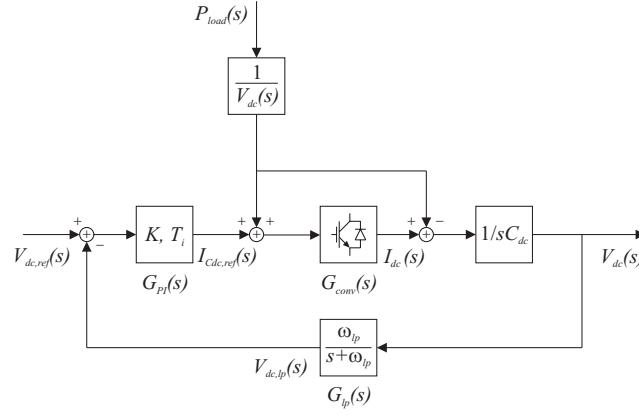 P_load(s)
1
V_dc(s)
+ + + + −
K, T_i
1/sC_dc
−
V_dc,ref(s)
I_Cdc,ref(s)
I_dc(s)
V_dc(s)
G_PI(s)
G_conv(s)
ω_lp
s+ω_lp
V_dc,lp(s)
G_lp(s)